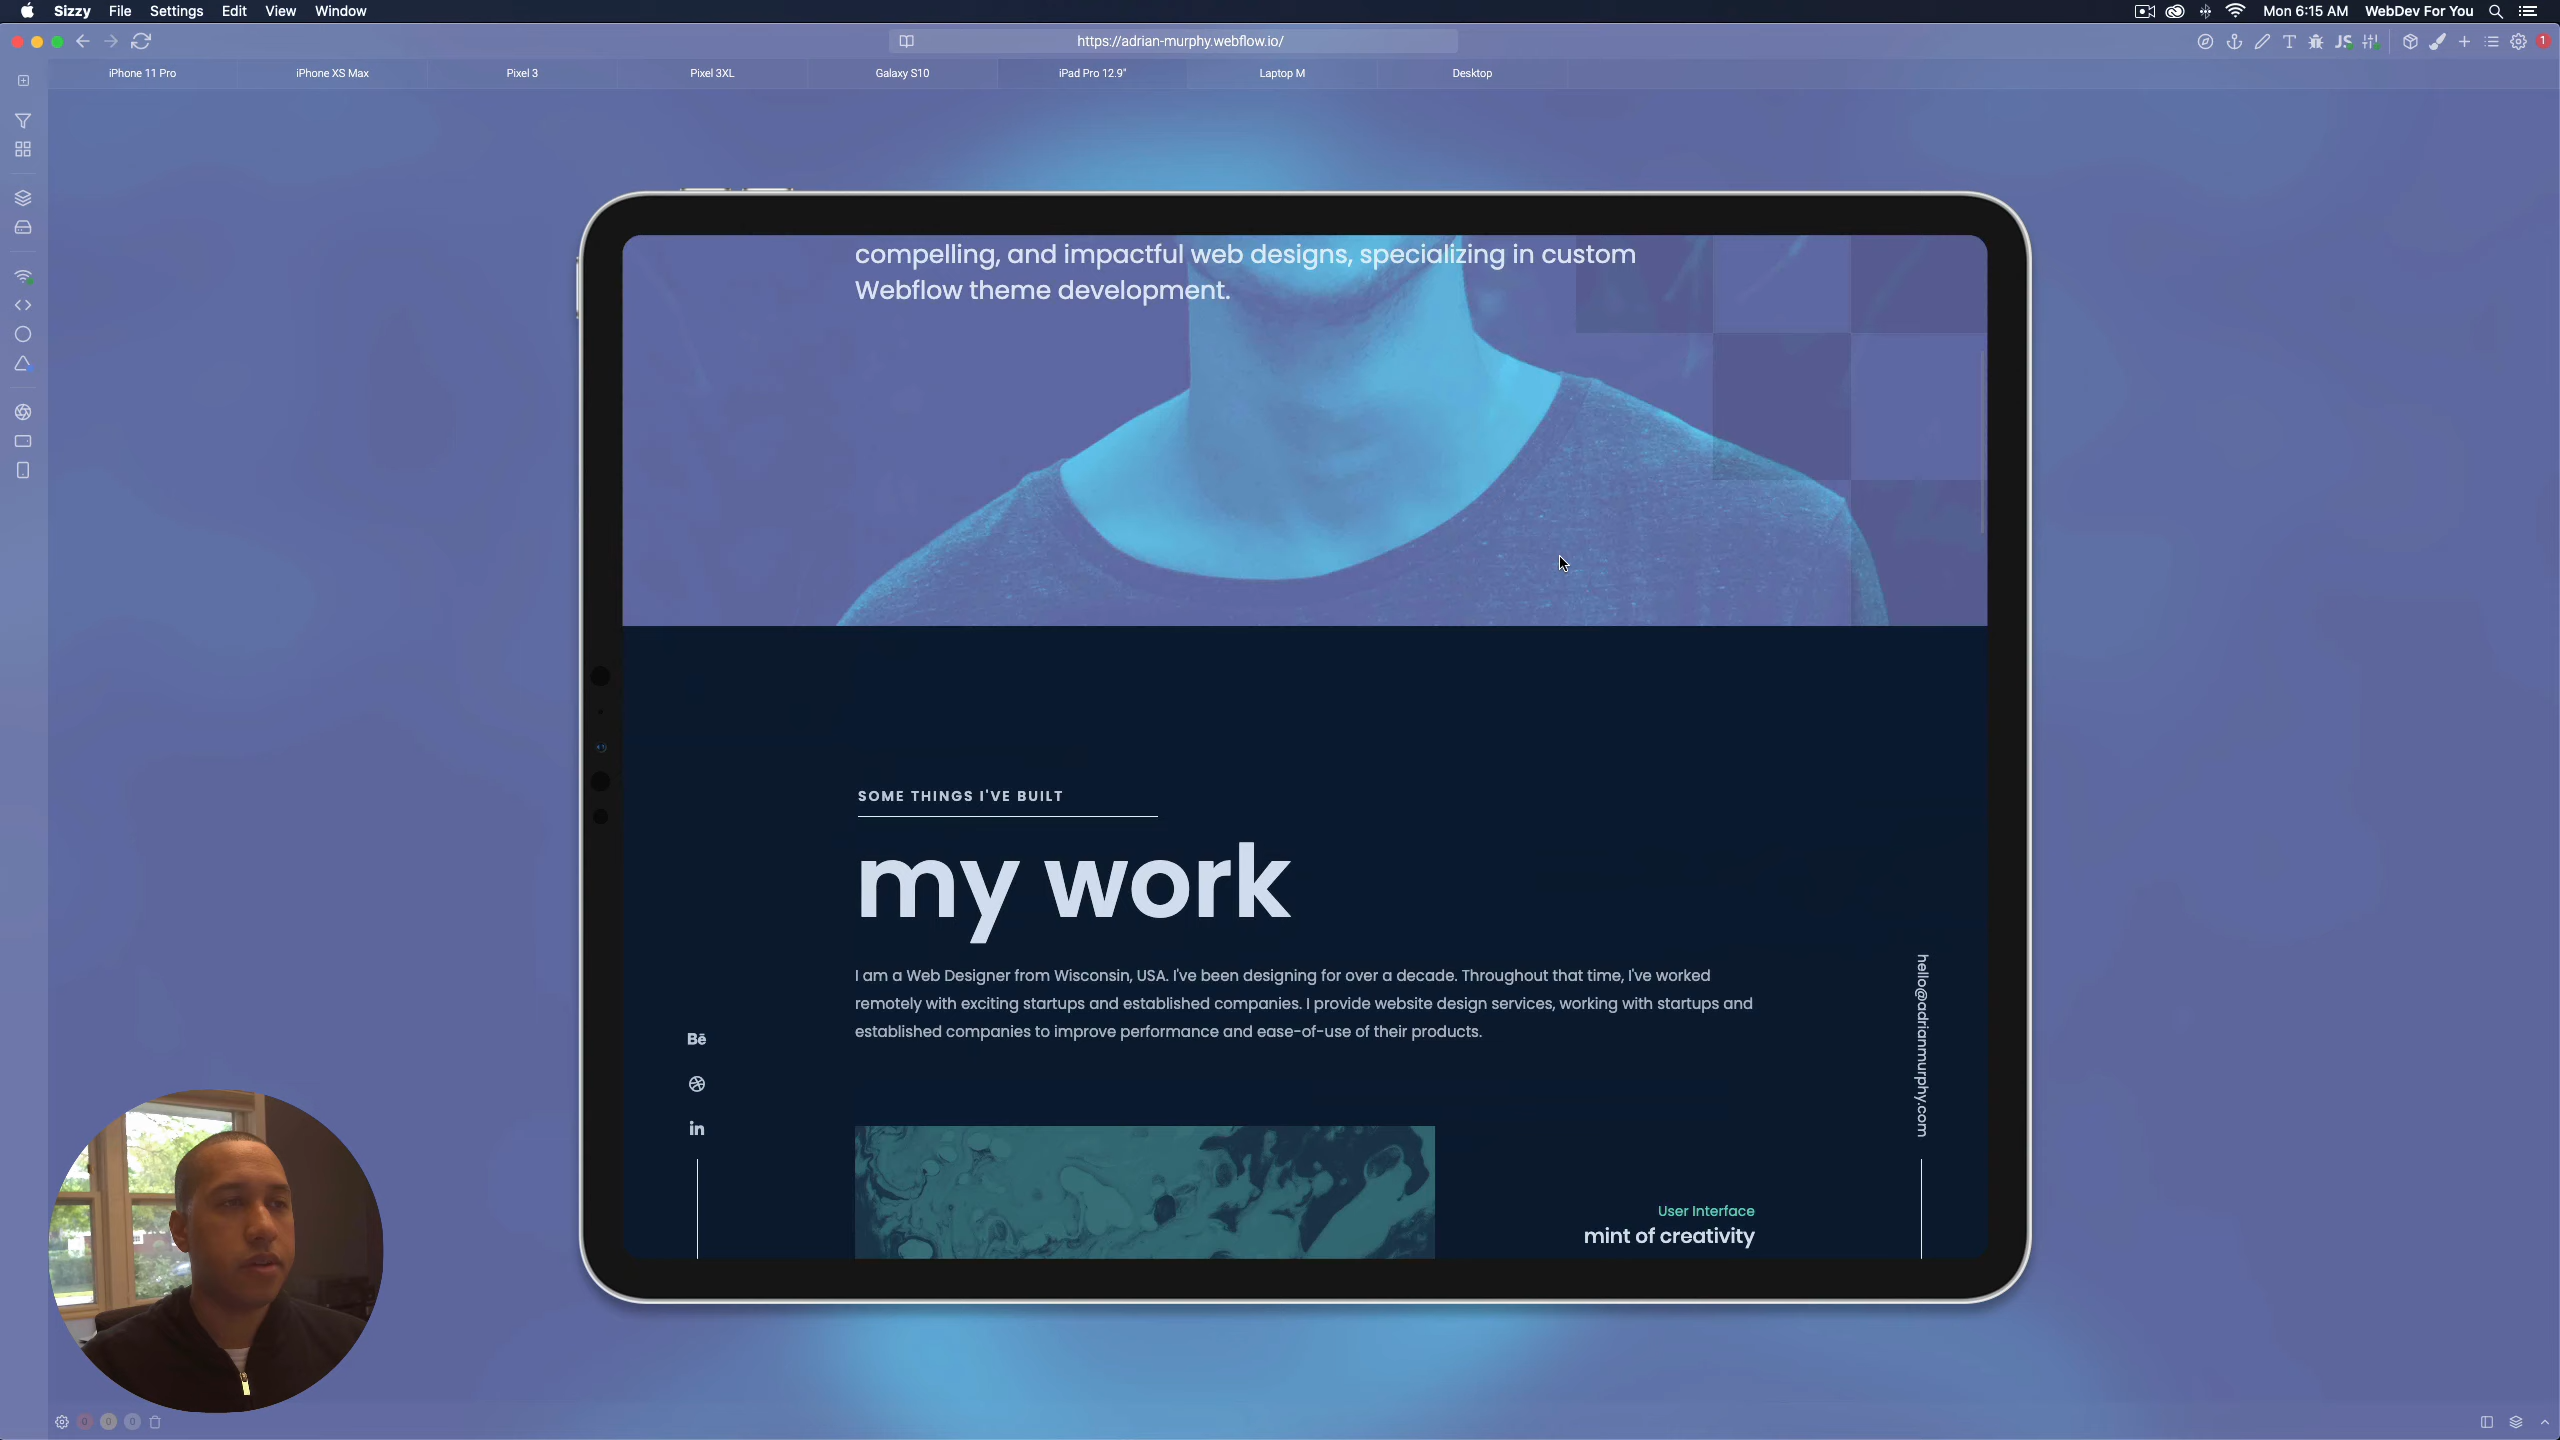 Sizzy File Settings Edit View Window
Mon 6:15 AM WebDev For You
https://adrian-murphy.webflow.io/
JS
1
iPhone 11 Pro iPhone XS Max Pixel 3 Pixel 3XL Galaxy S10 iPad Pro 12.9" Laptop M Desktop
compelling, and impactful web designs, specializing in custom
Webflow theme development.
SOME THINGS I'VE BUILT
my work
I am a Web Designer from Wisconsin, USA. I've been designing for over a decade. Throughout that time, I've worked
remotely with exciting startups and established companies. I provide website design services, working with startups and
established companies to improve performance and ease-of-use of their products.
hello@adrianmurphy.com
Bē
in
User Interface
mint of creativity
0 0 0